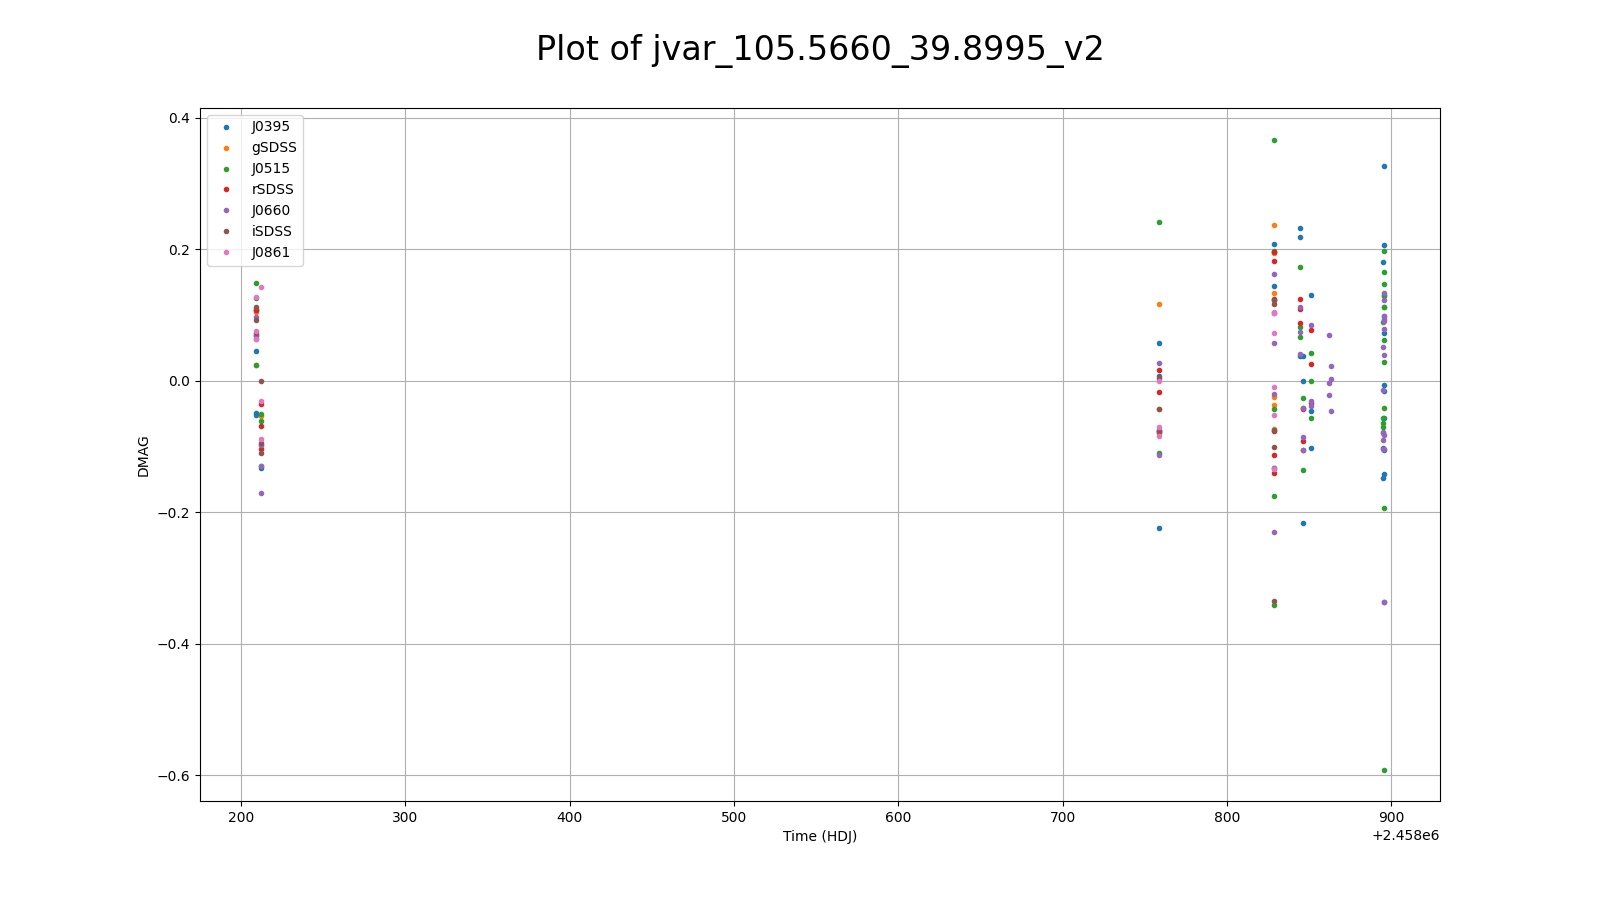 Plot of jvar_105.5660_39.8995_v2
0.4
0.2
0.0
−0.2
−0.4
−0.6
DMAG
J0395
gSDSS
J0515
rSDSS
J0660
iSDSS
J0861
200 300 400 500 600 700 800 900
Time (HDJ)
+2.458e6